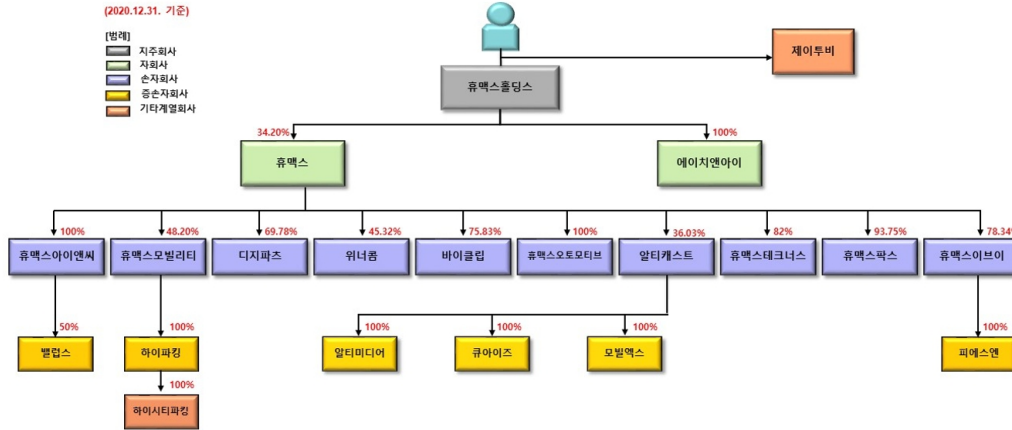 (2020.12.31. 기준)
[범례]
지주회사
자회사
손자회사
증손자회사
기타계열회사
제이투비
휴맥스홀딩스
34.20%
100%
휴맥스
에이치앤아이
100%
48.20%
69.78%
45.32%
75.83%
100%
36.03%
82%
93.75%
78.34%
휴맥스아이앤씨
휴맥스모빌리티
디지파츠
위너콤
바이클립
휴맥스오토모티브
알티캐스트
휴맥스테크너스
휴맥스팍스
휴맥스이브이
50%
100%
100%
100%
100%
100%
밸럽스
하이파킹
알티미디어
큐아이즈
모빌엑스
피에스엔
100%
하이시티파킹